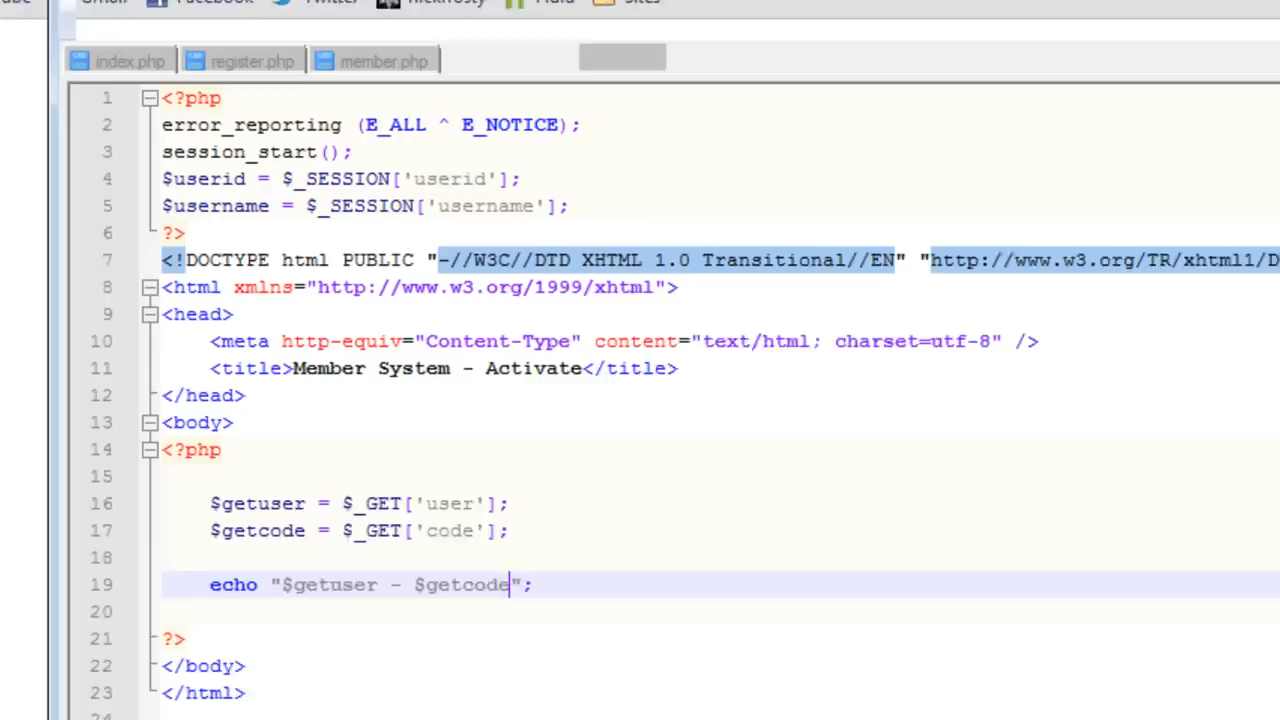 Gmail Facebook Twitter
index.php register.php member.php
1 <?php
2 error_reporting (E_ALL ^ E_NOTICE);
3 session_start();
4 $userid = $_SESSION['userid'];
5 $username = $_SESSION['username'];
6 ?>
7 <!DOCTYPE html PUBLIC "-//W3C//DTD XHTML 1.0 Transitional//EN" "http://www.w3.org/TR/xhtml1/D
8 <html xmlns="http://www.w3.org/1999/xhtml">
9 <head>
10 <meta http-equiv="Content-Type" content="text/html; charset=utf-8" />
11 <title>Member System - Activate</title>
12 </head>
13 <body>
14 <?php
15
16 $getuser = $_GET['user'];
17 $getcode = $_GET['code'];
18
19 echo "$getuser - $getcode";
20
21 ?>
22 </body>
23 </html>
24